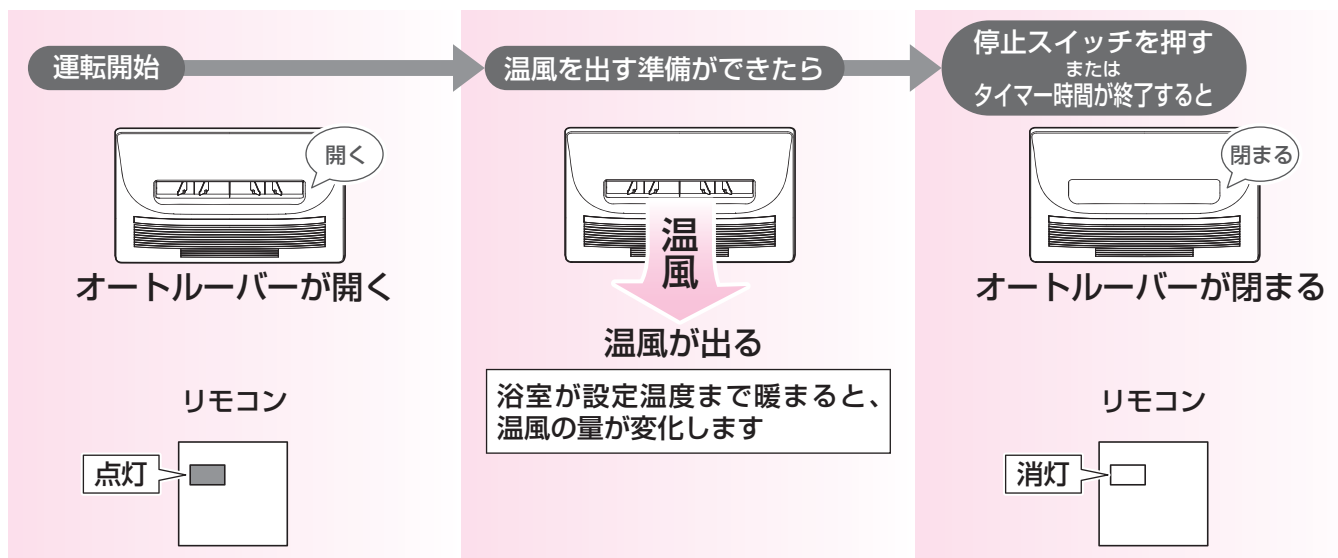 運転開始
開く
オートルーバーが開く
リモコン
点灯
温風を出す準備ができたら
温風
温風が出る
浴室が設定温度まで暖まると、
温風の量が変化します
停止スイッチを押す
または
タイマー時間が終了すると
閉まる
オートルーバーが閉まる
リモコン
消灯